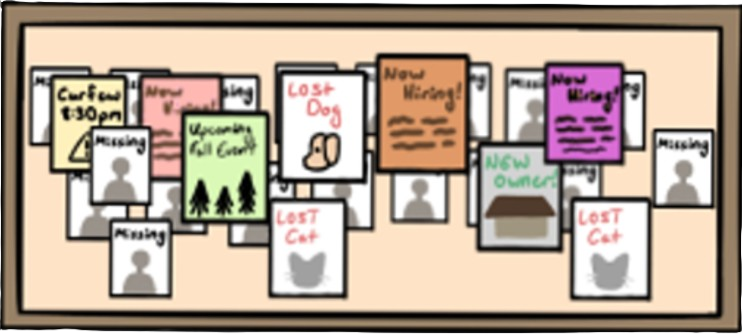 Curfew
8:30pm
Missing
Missing
Now
Upcoming
Fall Event!
Lost
Dog
LOST
Cat
Now
Hiring!
NEW
owner!
Now
Hiring!
LOST
Cat
Missing